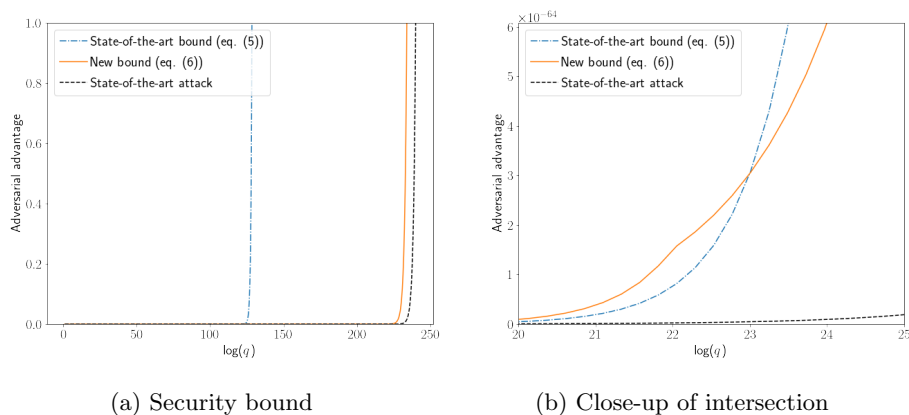 1.0
0.8
0.6
0.4
0.2
0.0
Adversarial advantage
State-of-the-art bound (eq. (5))
New bound (eq. (6))
State-of-the-art attack
0 50 100 150 200 250
log(q)
(a) Security bound
×10−64
6
5
4
3
2
1
0
Adversarial advantage
State-of-the-art bound (eq. (5))
New bound (eq. (6))
State-of-the-art attack
20 21 22 23 24 25
log(q)
(b) Close-up of intersection